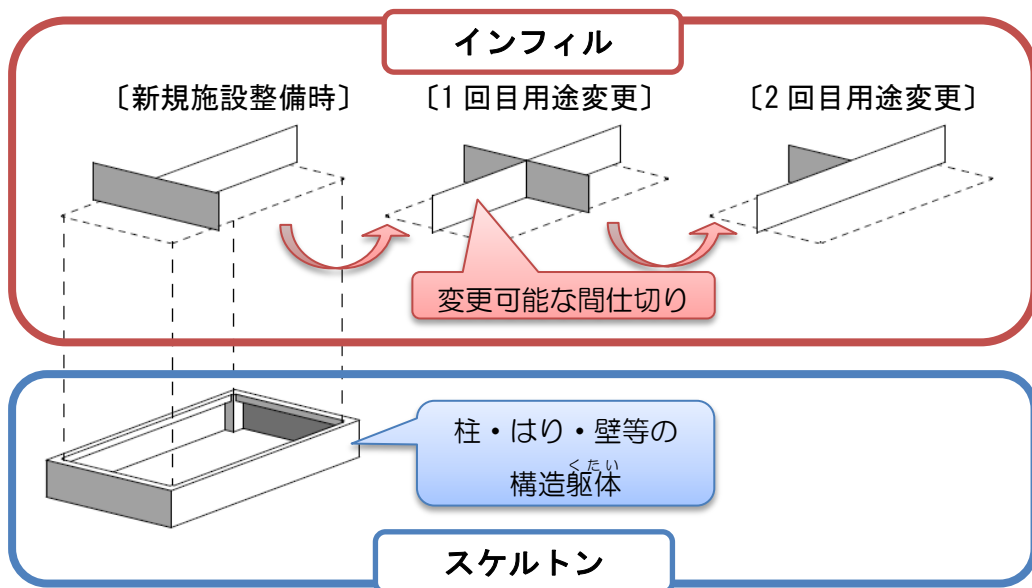 インフィル
〔新規施設整備時〕
〔1回目用途変更〕
〔2回目用途変更〕
変更可能な間仕切り
柱・はり・壁等の
構造躯体
くたい
スケルトン